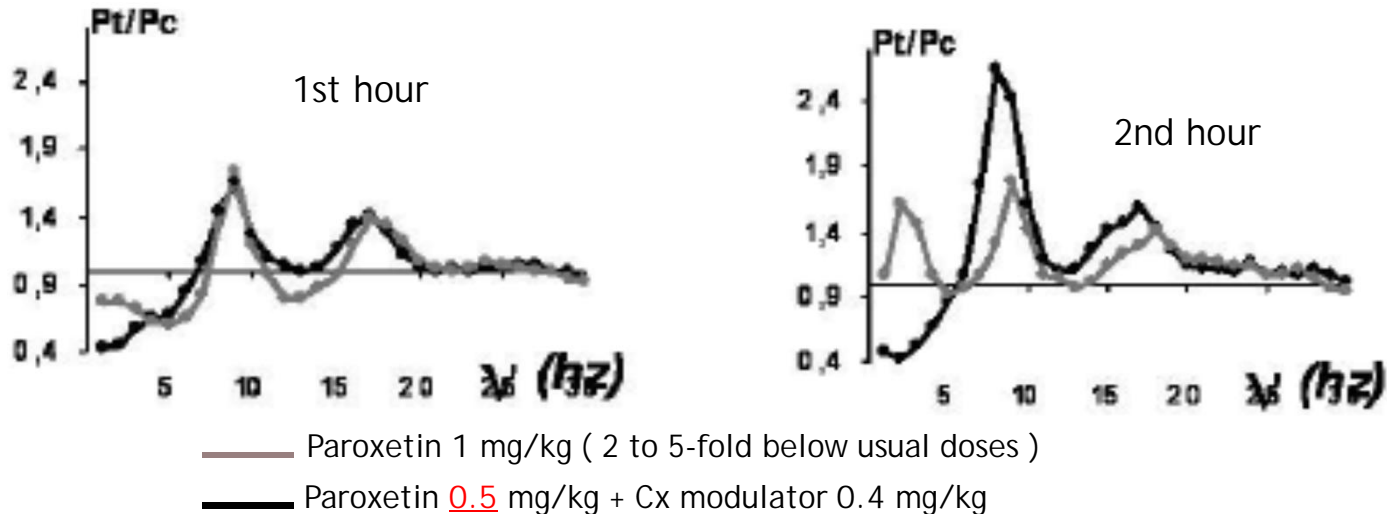 Pt/Pc
1st hour
2,4
1,9
1,4
0,9
0,4
5 10 15 20
Pt/Pc
2nd hour
2,4
1,9
1,4
0,9
0,4
5 10 15 20
Paroxetin 1 mg/kg ( 2 to 5-fold below usual doses )
Paroxetin 0.5 mg/kg + Cx modulator 0.4 mg/kg